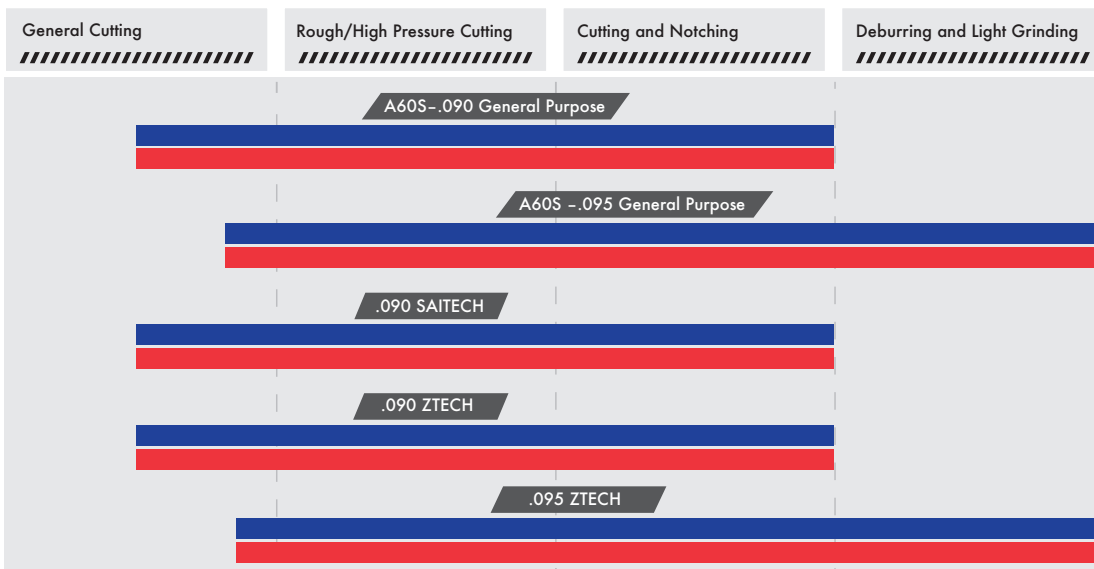 General Cutting
Rough/High Pressure Cutting
Cutting and Notching
Deburring and Light Grinding
A60S–.090 General Purpose
A60S –.095 General Purpose
.090 SAITECH
.090 ZTECH
.095 ZTECH